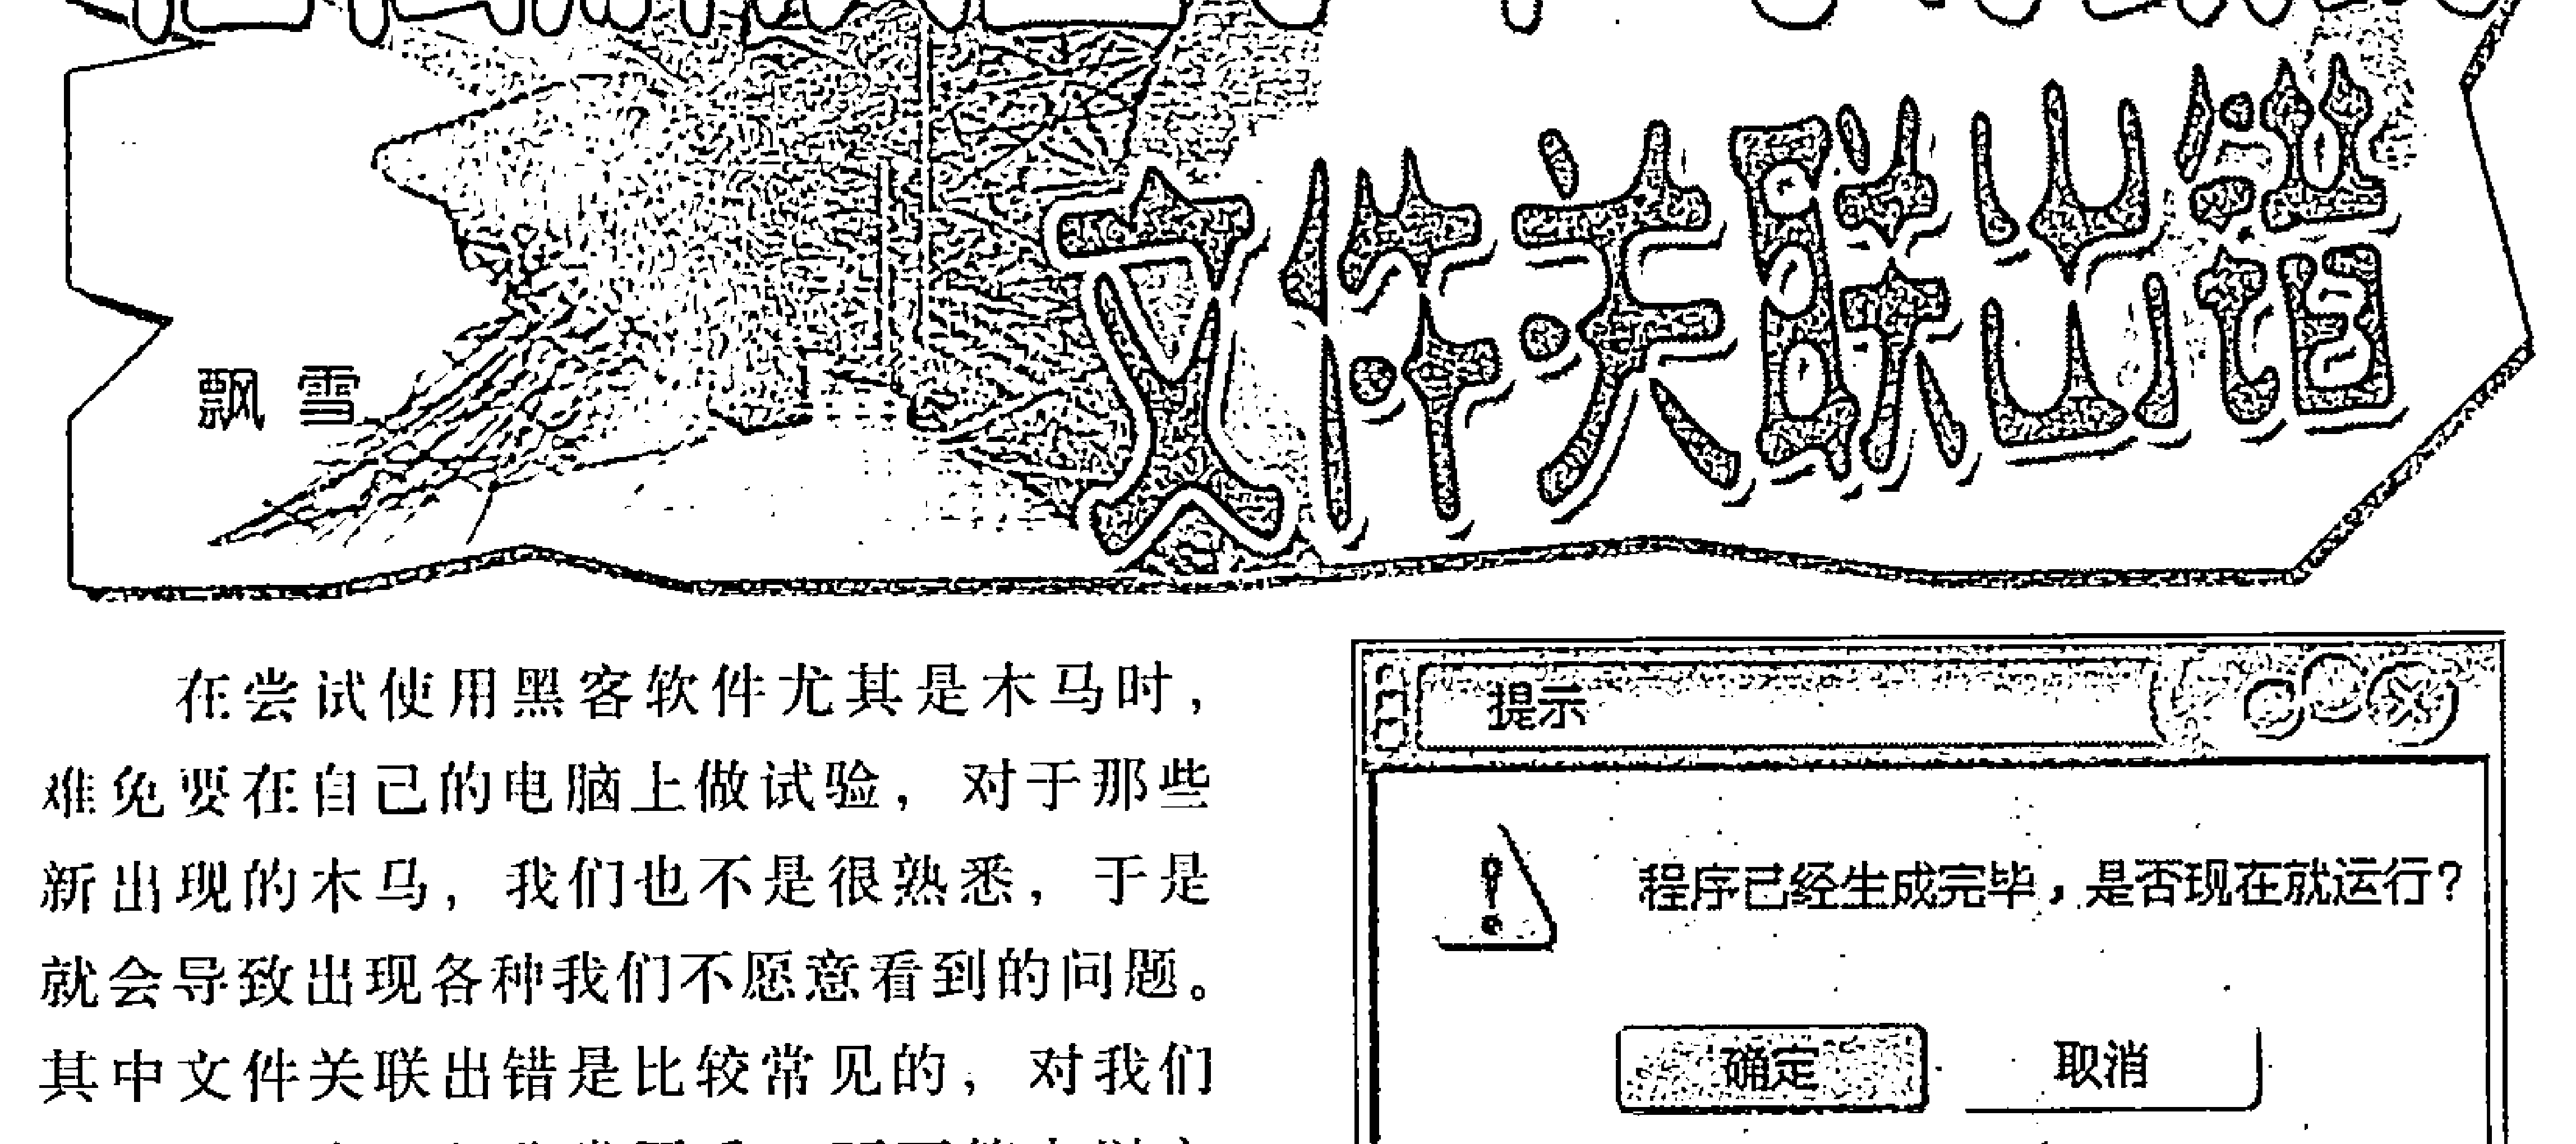 文件关联出错
飘雪
在尝试使用黑客软件尤其是木马时，
难免要在自己的电脑上做试验，对于那些
新出现的木马，我们也不是很熟悉，于是
就会导致出现各种我们不愿意看到的问题。
其中文件关联出错是比较常见的，对我们
提示
程序已经生成完毕，是否现在就运行？
确定
取消